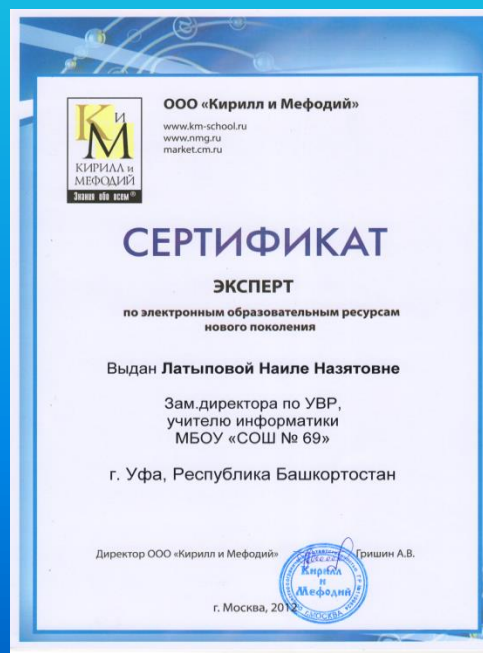 К и М
КИРИЛЛ и
МЕФОДИЙ
Знания обо всем®
ООО «Кирилл и Мефодий»
www.km-school.ru
www.nmg.ru
market.cm.ru
СЕРТИФИКАТ
ЭКСПЕРТ
по электронным образовательным ресурсам
нового поколения
Выдан Латыповой Наиле Назятовне
Зам.директора по УВР,
учителю информатики
МБОУ «СОШ № 69»
г. Уфа, Республика Башкортостан
Директор ООО «Кирилл и Мефодий»
Гришин А.В.
Кирилл
и
Мефодий
МОСКВА
г. Москва, 2012